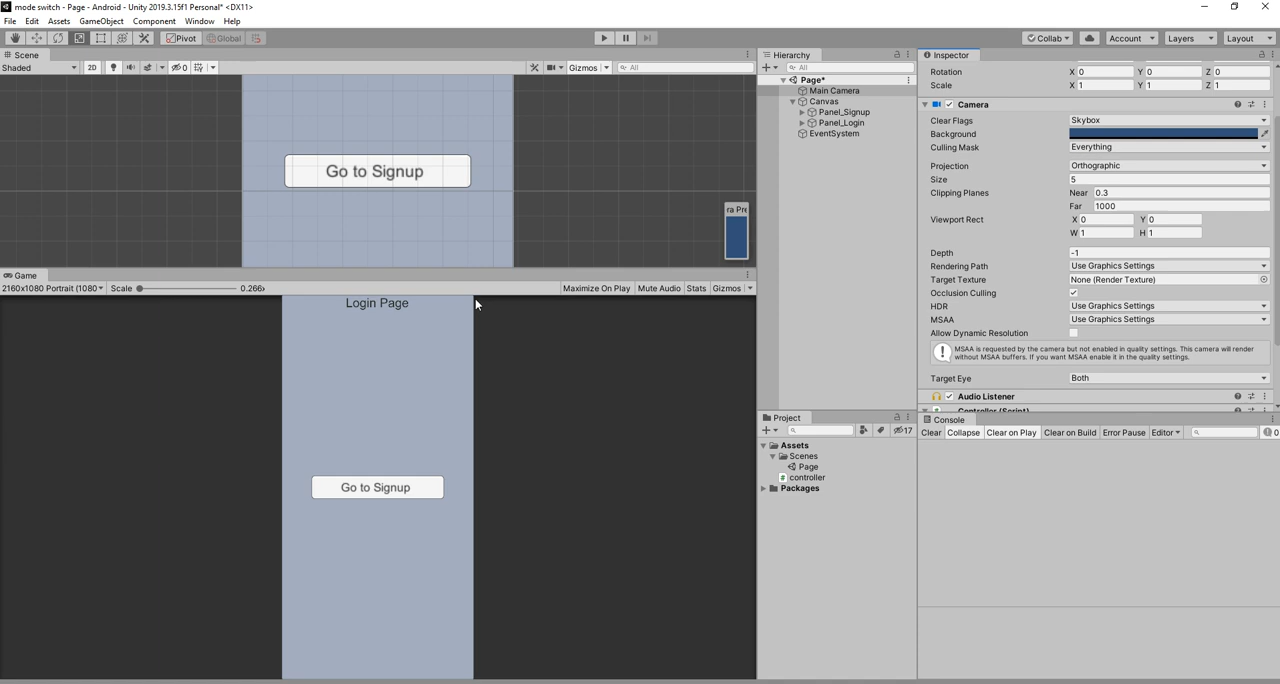 mode switch - Page - Android - Unity 2019.3.15f1 Personal* <DX11>
File Edit Assets GameObject Component Window Help
Pivot Global Collab Account Layers Layout
Scene
Shaded 2D 0 Gizmos All
Go to Signup
ra Pre
Game
2160x1080 Portrait (1080 Scale 0.266x Maximize On Play Mute Audio Stats Gizmos
Login Page
Go to Signup
Hierarchy
All
Page*
Main Camera
Canvas
Panel_Signup
Panel_Login
EventSystem
Project
17
Assets
Scenes
Page
controller
Packages
Inspector
Rotation X 0 Y 0 Z 0
Scale X 1 Y 1 Z 1
Camera
Clear Flags Skybox
Background
Culling Mask Everything
Projection Orthographic
Size 5
Clipping Planes Near 0.3
Far 1000
Viewport Rect X 0 Y 0
W 1 H 1
Depth -1
Rendering Path Use Graphics Settings
Target Texture None (Render Texture)
Occlusion Culling
HDR Use Graphics Settings
MSAA Use Graphics Settings
Allow Dynamic Resolution
MSAA is requested by the camera but not enabled in quality settings. This camera will render
without MSAA buffers. If you want MSAA enable it in the quality settings.
Target Eye Both
Audio Listener
Controller (Script)
Console
Clear Collapse Clear on Play Clear on Build Error Pause Editor 0